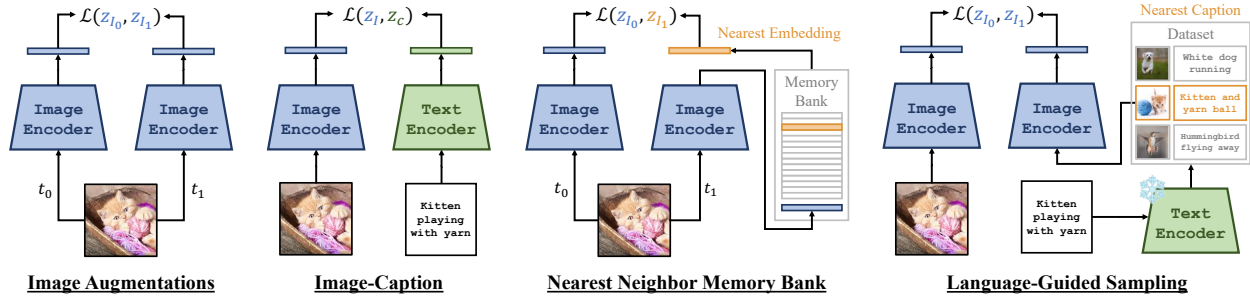 ℒ(z_{I_0}, z_{I_1})
Image
Encoder
Image
Encoder
t_0
t_1
Image Augmentations
ℒ(z_I, z_c)
Image
Encoder
Text
Encoder
Kitten
playing
with yarn
Image-Caption
ℒ(z_{I_0}, z_{I_1})
Nearest Embedding
Image
Encoder
Image
Encoder
Memory
Bank
t_0
t_1
Nearest Neighbor Memory Bank
ℒ(z_{I_0}, z_{I_1})
Nearest Caption
Dataset
White dog
running
Kitten and
yarn ball
Hummingbird
flying away
Image
Encoder
Image
Encoder
Kitten
playing
with yarn
Text
Encoder
Language-Guided Sampling